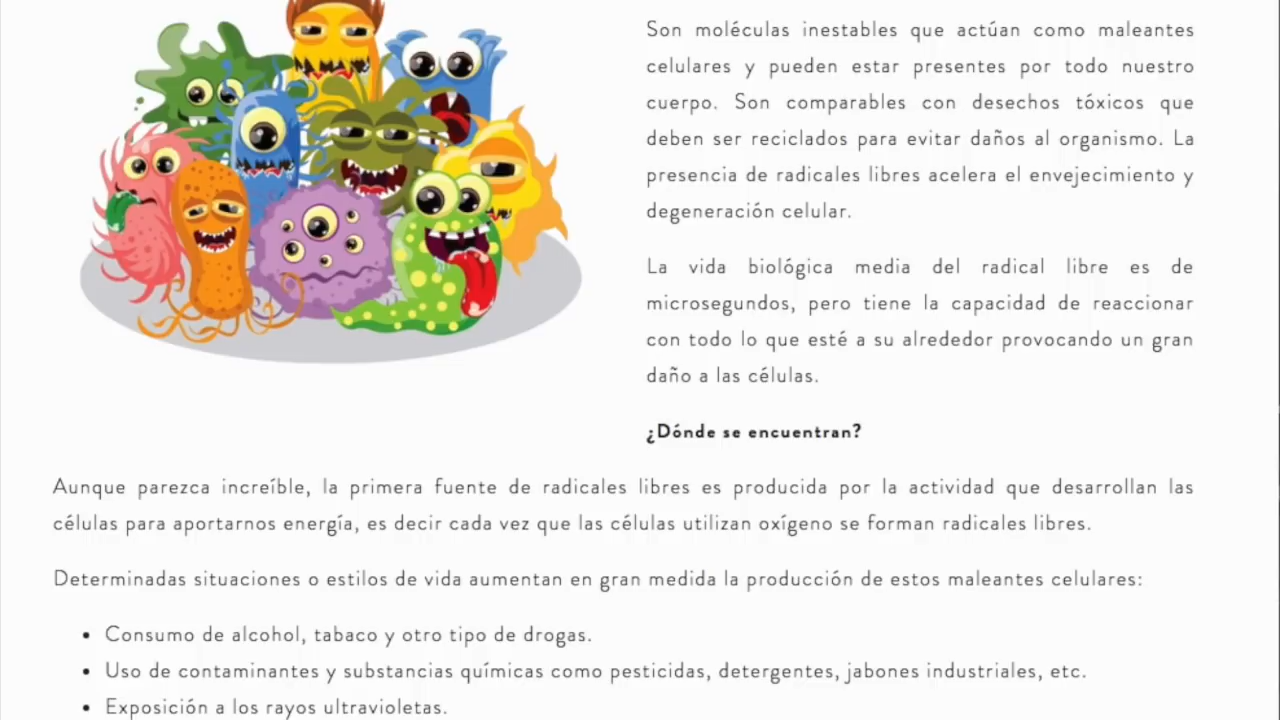 Son moléculas inestables que actúan como maleantes
celulares y pueden estar presentes por todo nuestro
cuerpo. Son comparables con desechos tóxicos que
deben ser reciclados para evitar daños al organismo. La
presencia de radicales libres acelera el envejecimiento y
degeneración celular.
La vida biológica media del radical libre es de
microsegundos, pero tiene la capacidad de reaccionar
con todo lo que esté a su alrededor provocando un gran
daño a las células.
¿Dónde se encuentran?
Aunque parezca increíble, la primera fuente de radicales libres es producida por la actividad que desarrollan las
células para aportarnos energía, es decir cada vez que las células utilizan oxígeno se forman radicales libres.
Determinadas situaciones o estilos de vida aumentan en gran medida la producción de estos maleantes celulares:
• Consumo de alcohol, tabaco y otro tipo de drogas.
• Uso de contaminantes y substancias químicas como pesticidas, detergentes, jabones industriales, etc.
• Exposición a los rayos ultravioletas.